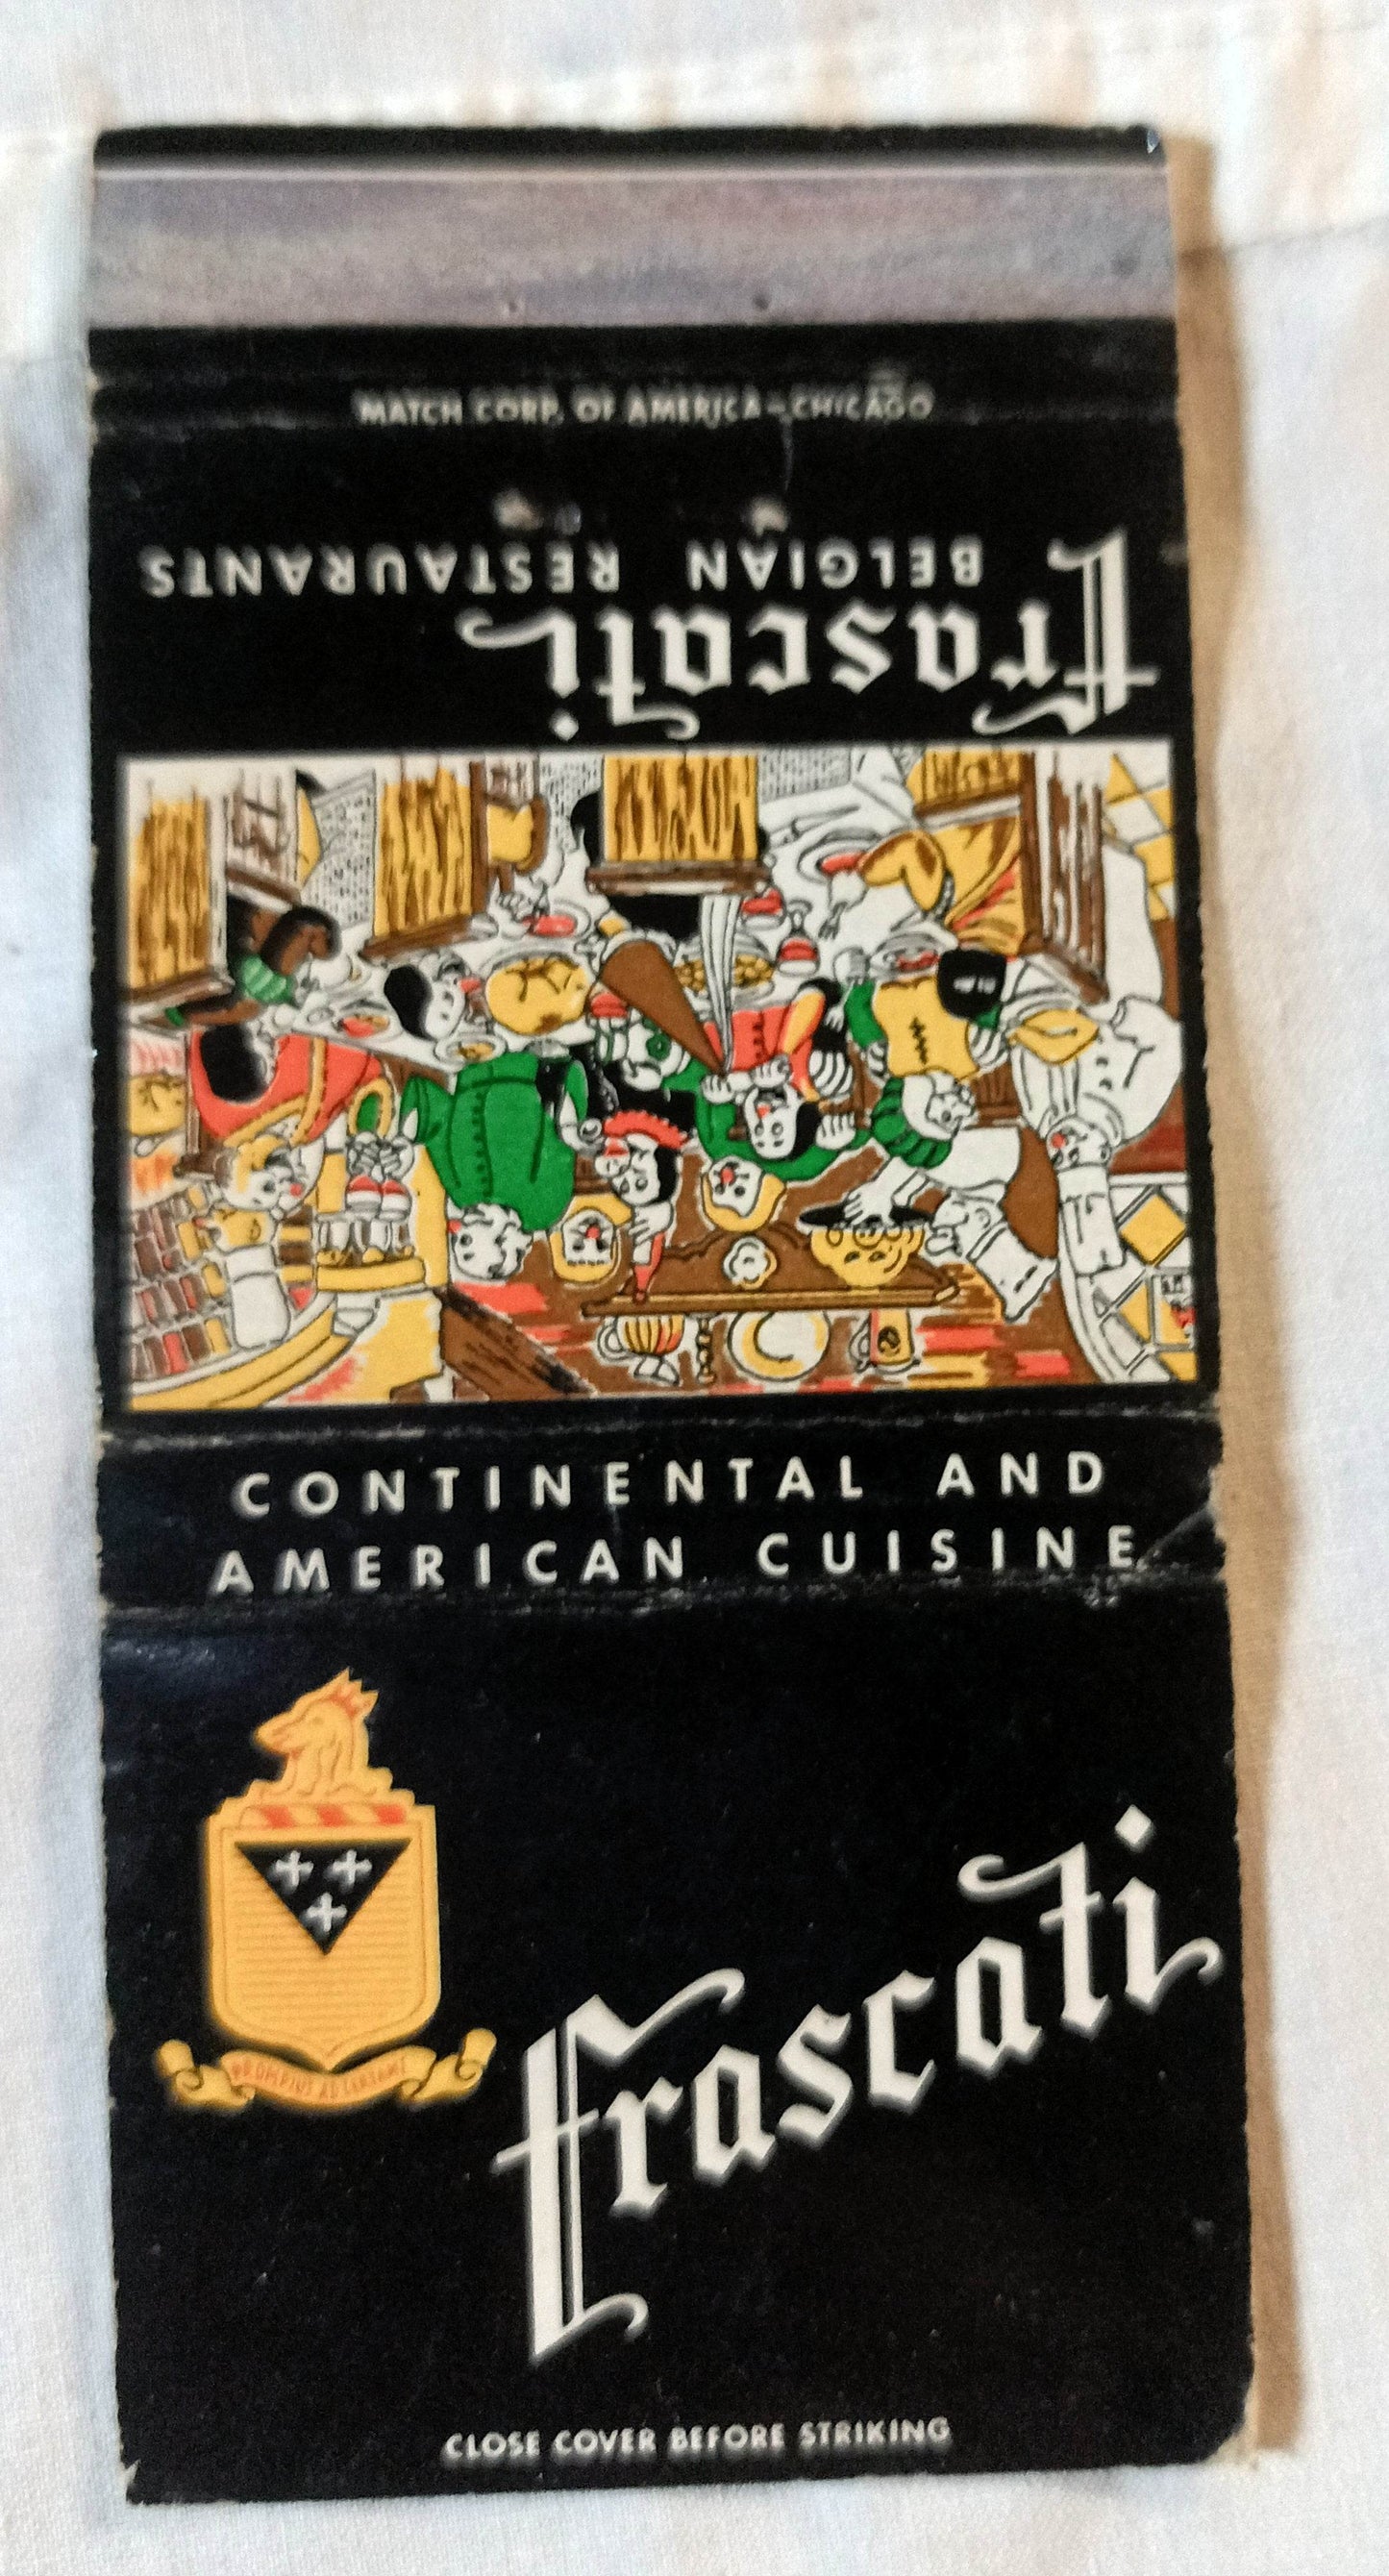 MATCH CORP. OF AMERICA-CHICAGO
Frascati
BELGIAN RESTAURANTS
CONTINENTAL AND
AMERICAN CUISINE
Frascati
CLOSE COVER BEFORE STRIKING